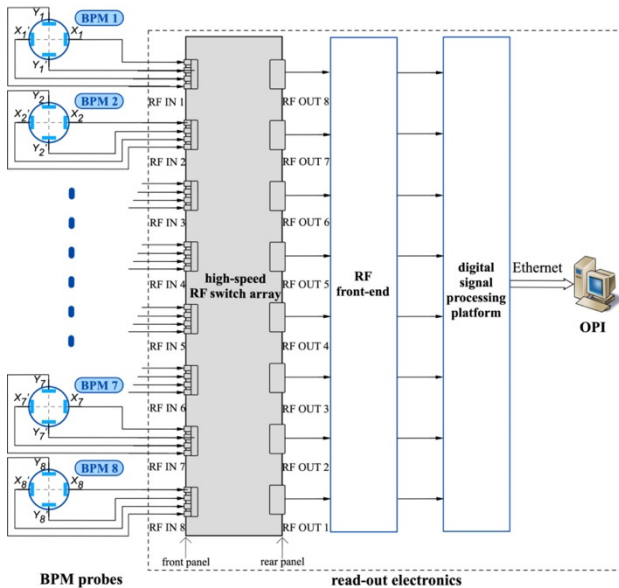 Y1
X1'
X1
Y1'
BPM 1
Y2
X2'
X2
Y2'
BPM 2
Y7
X7'
X7
Y7'
BPM 7
Y8
X8'
X8
Y8'
BPM 8
RF IN 1
RF IN 2
RF IN 3
RF IN 4
RF IN 5
RF IN 6
RF IN 7
RF IN 8
high-speed
RF switch array
RF OUT 8
RF OUT 7
RF OUT 6
RF OUT 5
RF OUT 4
RF OUT 3
RF OUT 2
RF OUT 1
RF
front-end
digital
signal
processing
platform
Ethernet
OPI
front panel
rear panel
BPM probes
read-out electronics